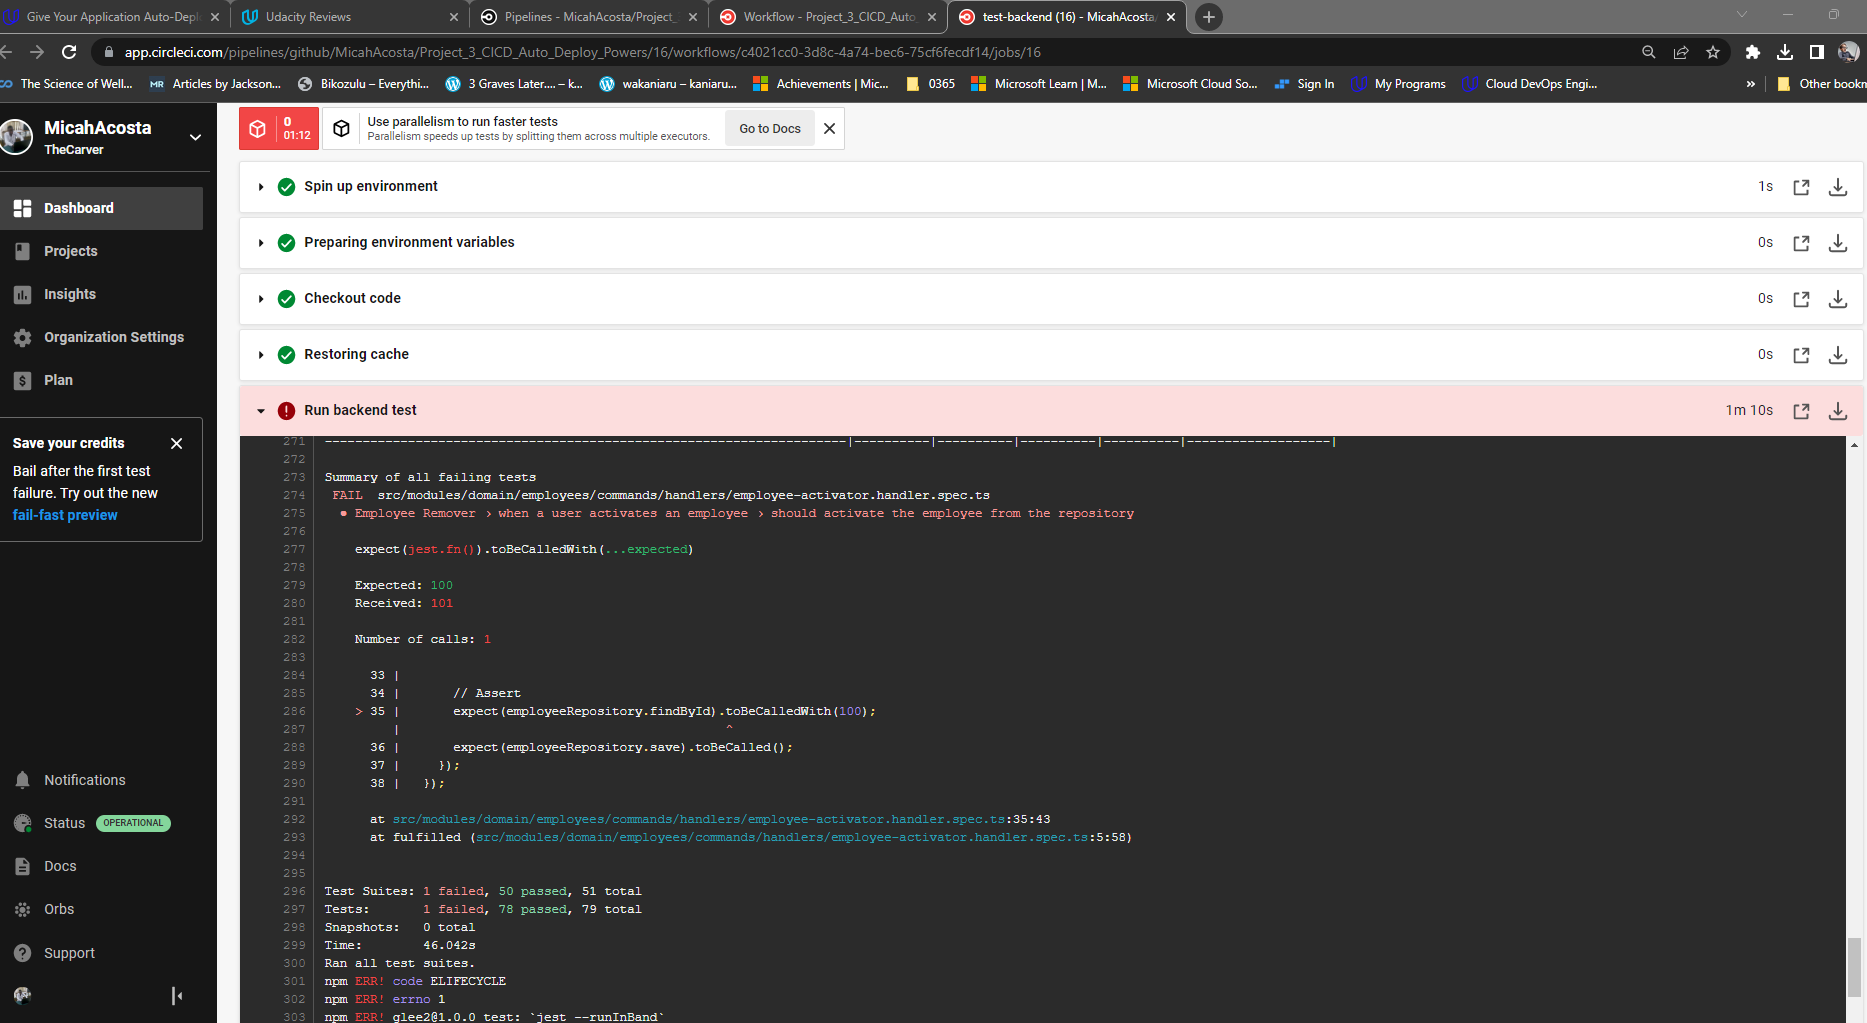 Give Your Application Auto-Depl
Udacity Reviews
Pipelines - MicahAcosta/Project_
Workflow - Project_3_CICD_Auto_
test-backend (16) - MicahAcosta/
app.circleci.com/pipelines/github/MicahAcosta/Project_3_CICD_Auto_Deploy_Powers/16/workflows/c4021cc0-3d8c-4a74-bec6-75cf6fecdf14/jobs/16
The Science of Well...
MR Articles by Jackson...
Bikozulu – Everythi...
3 Graves Later.... – k...
wakaniaru – kaniaru...
Achievements | Mic...
0365
Microsoft Learn | M...
Microsoft Cloud So...
Sign In
My Programs
Cloud DevOps Engi...
»
Other bookm
MicahAcosta
TheCarver
Dashboard
Projects
Insights
Organization Settings
Plan
Save your credits
Bail after the first test
failure. Try out the new
fail-fast preview
Notifications
Status OPERATIONAL
Docs
Orbs
Support
0
01:12
Use parallelism to run faster tests
Parallelism speeds up tests by splitting them across multiple executors.
Go to Docs
Spin up environment 1s
Preparing environment variables 0s
Checkout code 0s
Restoring cache 0s
Run backend test 1m 10s
271 ---------------------------------------------------------------------|----------|----------|----------|----------|-------------------|
272
273 Summary of all failing tests
274 FAIL src/modules/domain/employees/commands/handlers/employee-activator.handler.spec.ts
275 ● Employee Remover › when a user activates an employee › should activate the employee from the repository
276
277 expect(jest.fn()).toBeCalledWith(...expected)
278
279 Expected: 100
280 Received: 101
281
282 Number of calls: 1
283
284 33 |
285 34 | // Assert
286 > 35 | expect(employeeRepository.findById).toBeCalledWith(100);
287 | ^
288 36 | expect(employeeRepository.save).toBeCalled();
289 37 | });
290 38 | });
291
292 at src/modules/domain/employees/commands/handlers/employee-activator.handler.spec.ts:35:43
293 at fulfilled (src/modules/domain/employees/commands/handlers/employee-activator.handler.spec.ts:5:58)
294
295
296 Test Suites: 1 failed, 50 passed, 51 total
297 Tests: 1 failed, 78 passed, 79 total
298 Snapshots: 0 total
299 Time: 46.042s
300 Ran all test suites.
301 npm ERR! code ELIFECYCLE
302 npm ERR! errno 1
303 npm ERR! glee2@1.0.0 test: `jest --runInBand`